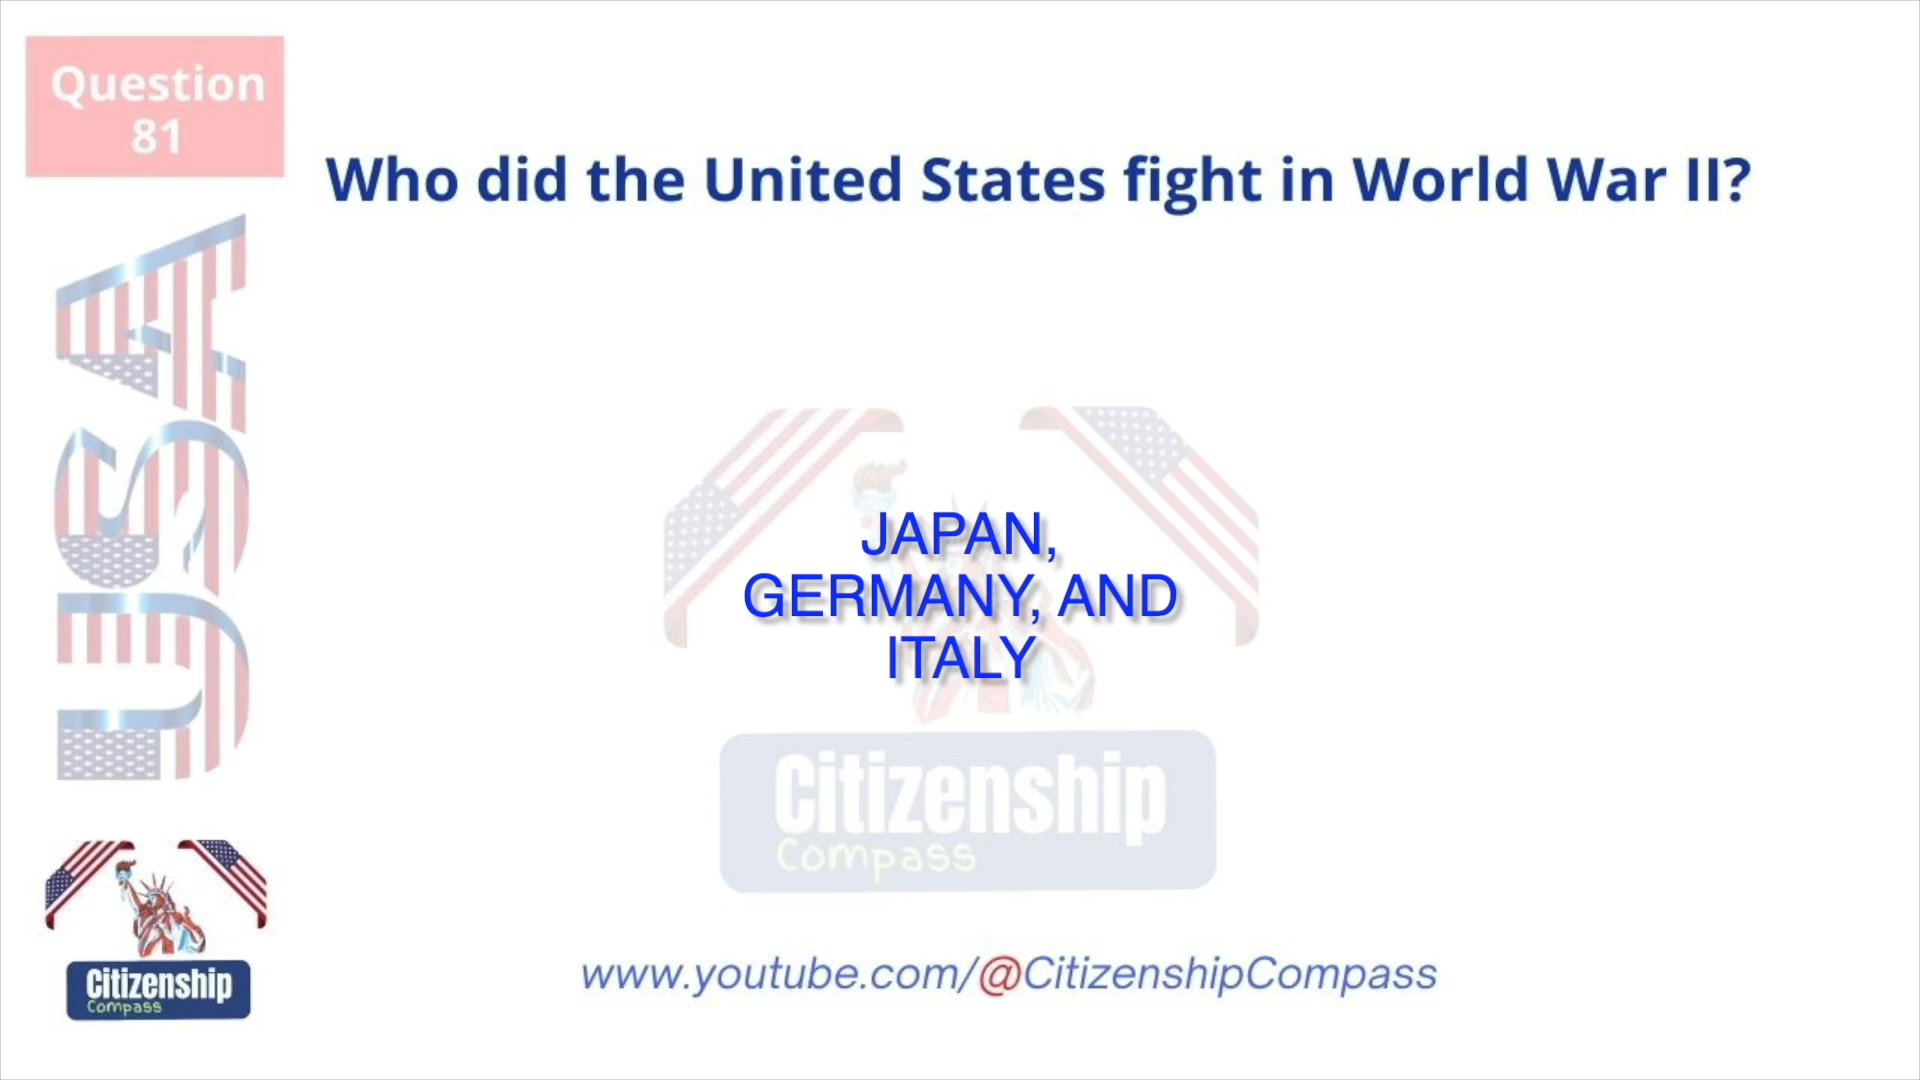 Question
81
Who did the United States fight in World War II?
USA
JAPAN,
GERMANY, AND
ITALY
Citizenship
Compass
Citizenship
Compass
www.youtube.com/@CitizenshipCompass